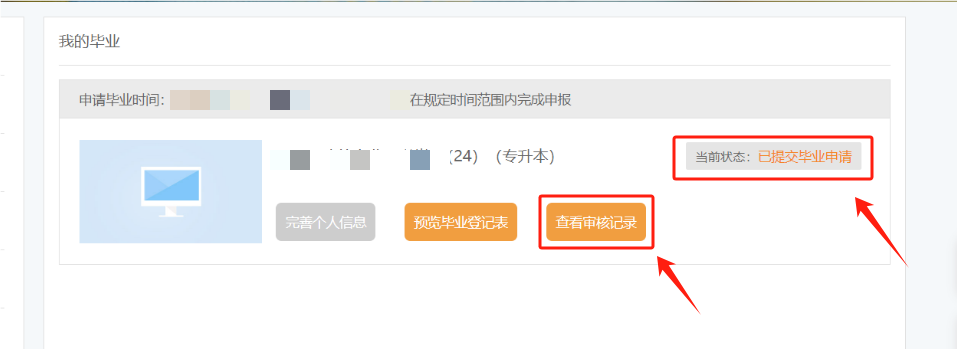 我的毕业
申请毕业时间：
在规定时间范围内完成申报
（24）（专升本）
当前状态：已提交毕业申请
完善个人信息 预览毕业登记表 查看审核记录